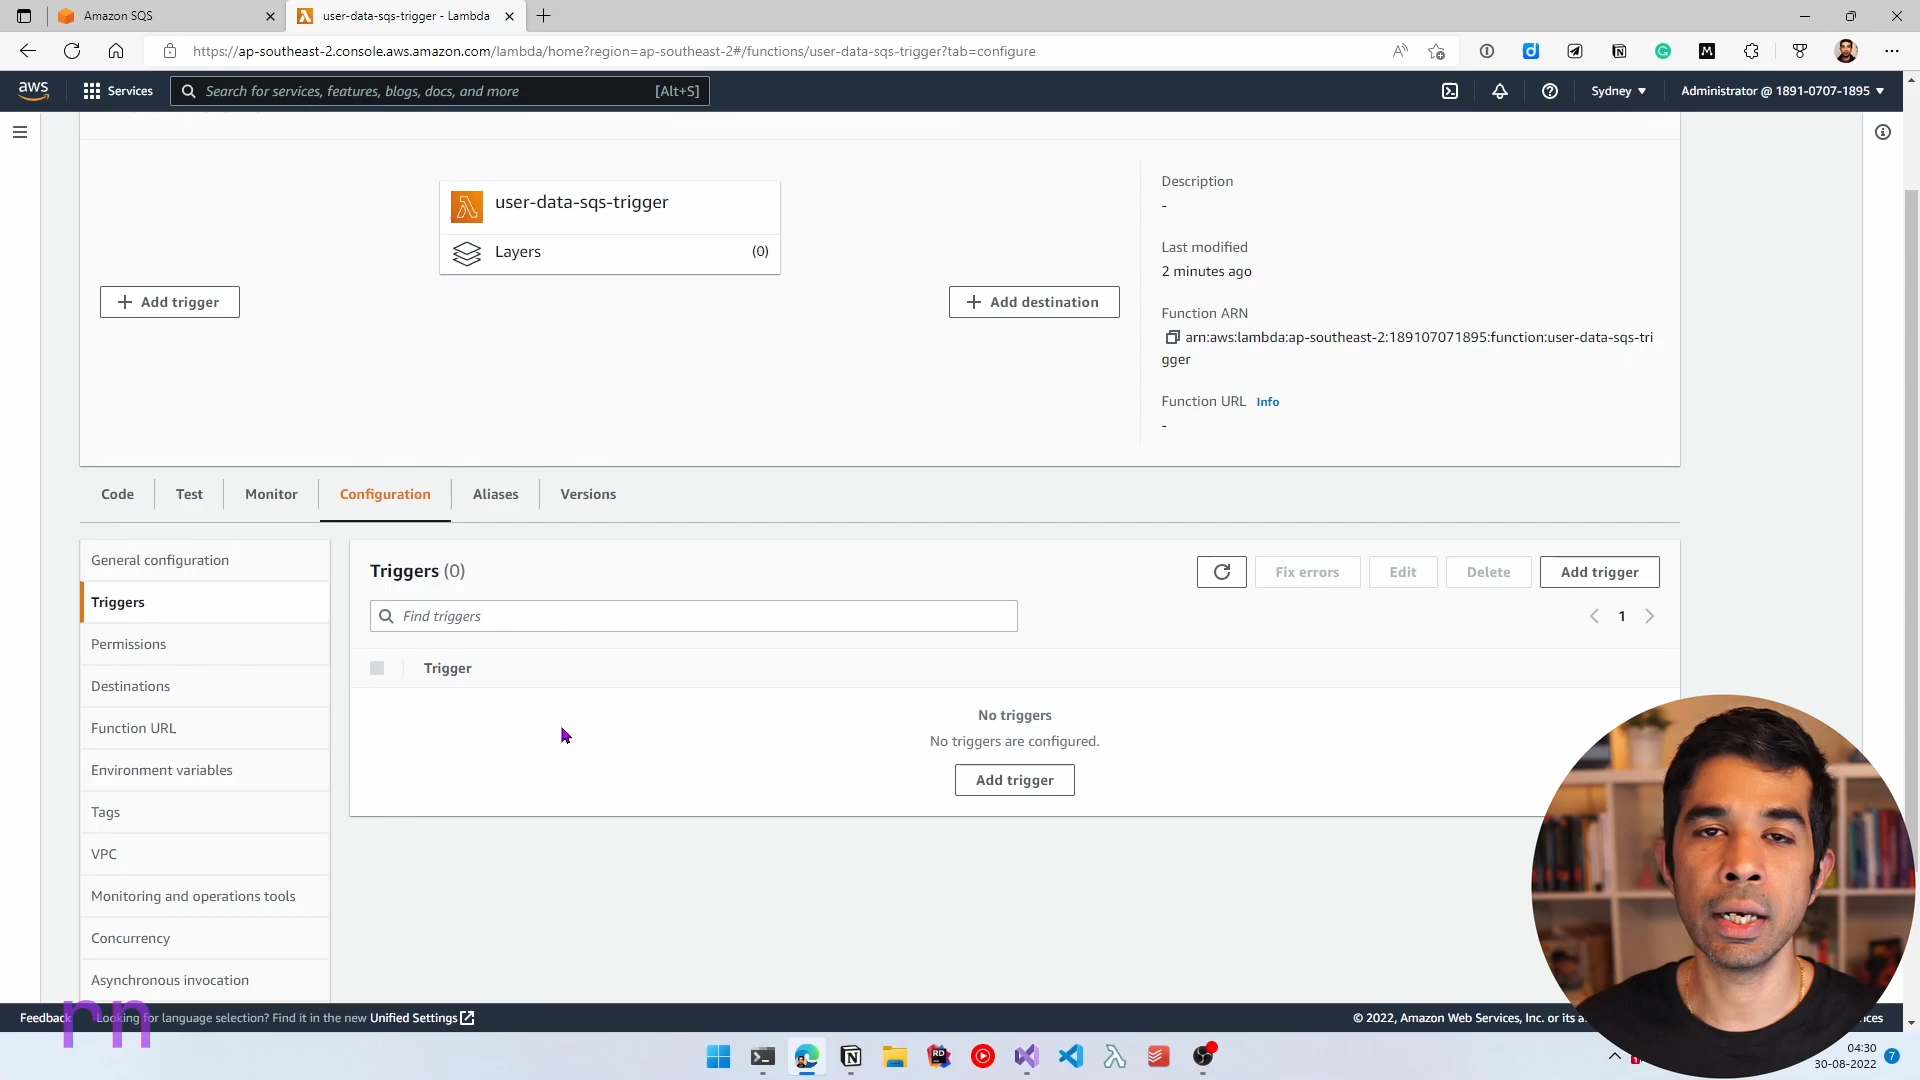 Amazon SQS
user-data-sqs-trigger - Lambda
https://ap-southeast-2.console.aws.amazon.com/lambda/home?region=ap-southeast-2#/functions/user-data-sqs-trigger?tab=configure
aws
Services
Search for services, features, blogs, docs, and more
[Alt+S]
Sydney
Administrator @ 1891-0707-1895
user-data-sqs-trigger
Layers
(0)
Add trigger
Add destination
Description
-
Last modified
2 minutes ago
Function ARN
arn:aws:lambda:ap-southeast-2:189107071895:function:user-data-sqs-tri
gger
Function URL Info
-
Code
Test
Monitor
Configuration
Aliases
Versions
General configuration
Triggers
Permissions
Destinations
Function URL
Environment variables
Tags
VPC
Monitoring and operations tools
Concurrency
Asynchronous invocation
Triggers (0)
Fix errors
Edit
Delete
Add trigger
Find triggers
1
Trigger
No triggers
No triggers are configured.
Add trigger
Feedback
Looking for language selection? Find it in the new Unified Settings
© 2022, Amazon Web Services, Inc. or its
rn
04:30
30-08-2022
7